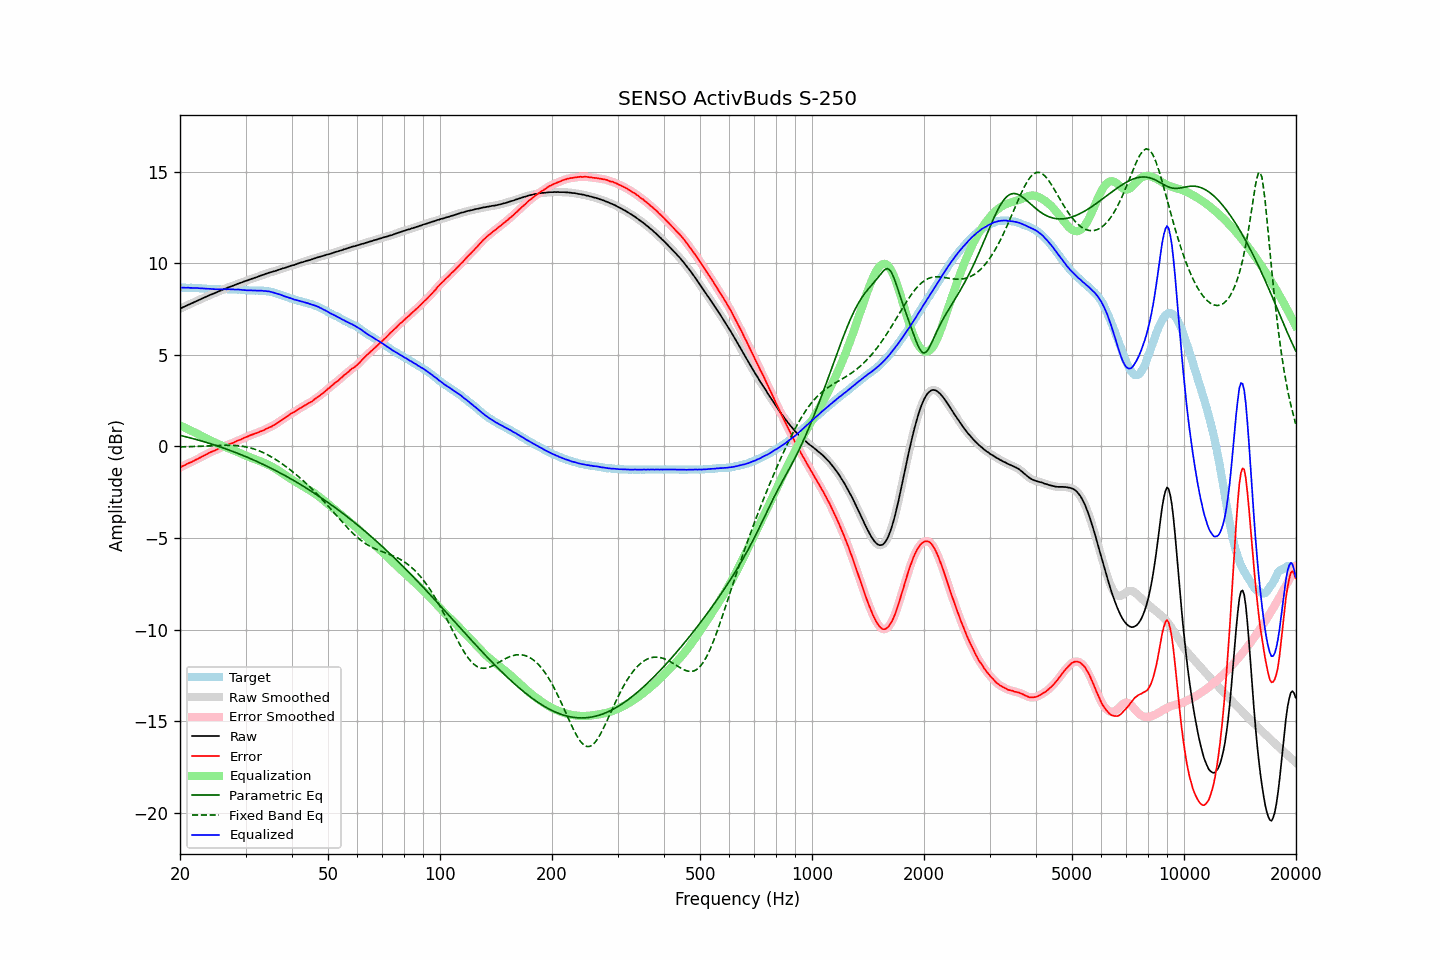 SENSO ActivBuds S-250
Amplitude (dBr)
15
10
5
0
−5
−10
−15
−20
Target
Raw Smoothed
Error Smoothed
Raw
Error
Equalization
Parametric Eq
Fixed Band Eq
Equalized
20 50 100 200 500 1000 2000 5000 10000 20000
Frequency (Hz)